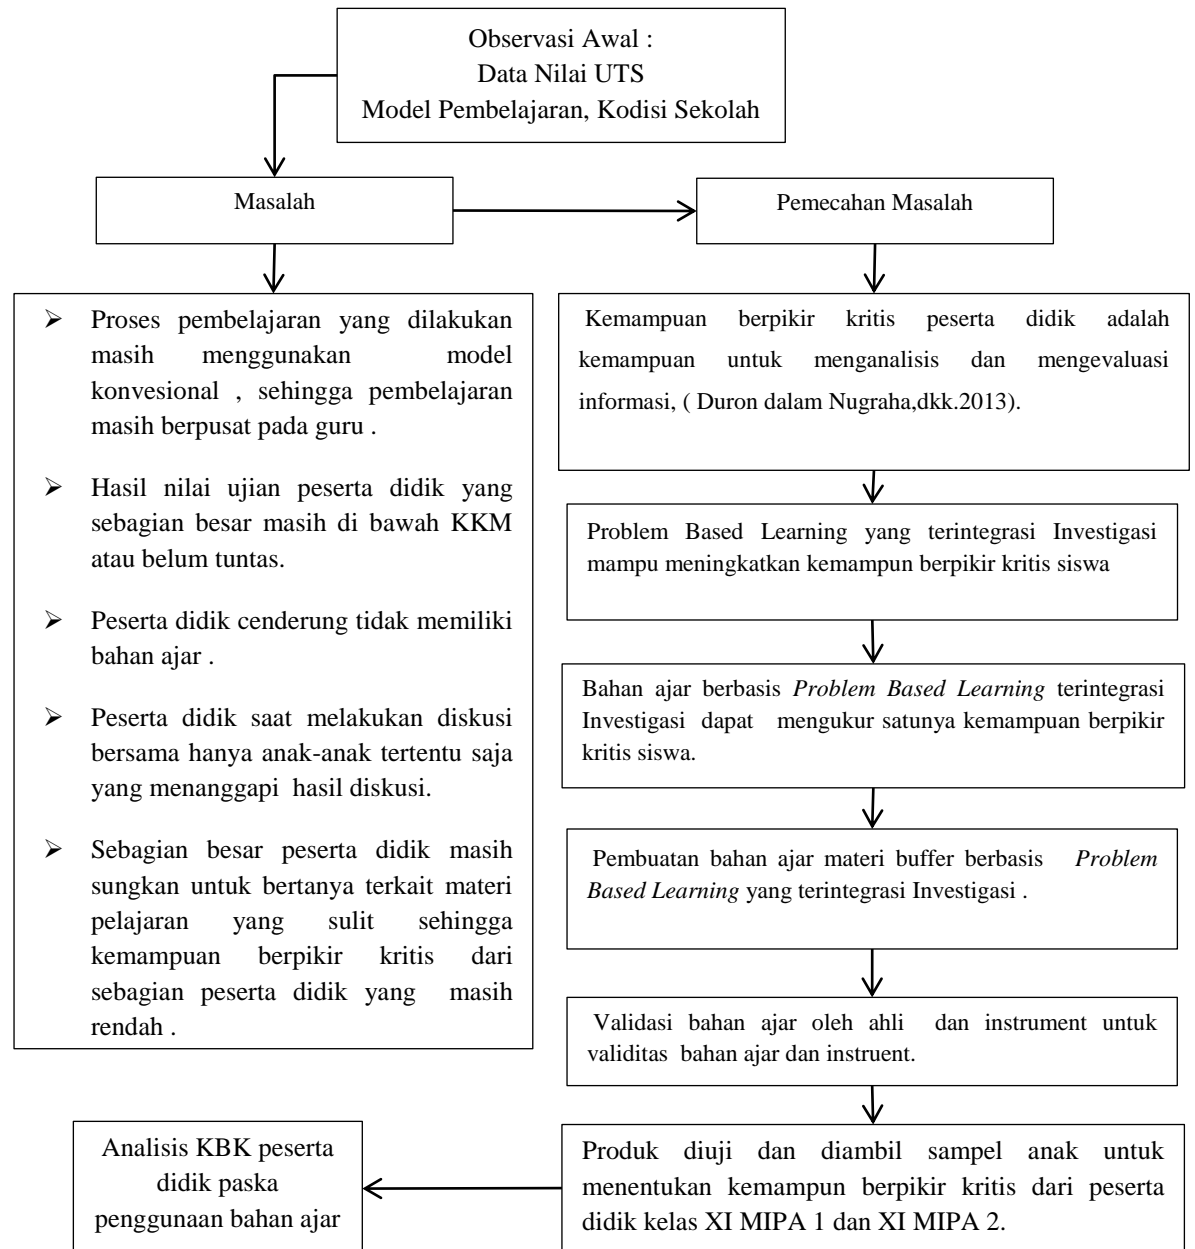 Observasi Awal :
Data Nilai UTS
Model Pembelajaran, Kodisi Sekolah
Masalah
Pemecahan Masalah
➢ Proses pembelajaran yang dilakukan
masih menggunakan model
konvesional , sehingga pembelajaran
masih berpusat pada guru .
➢ Hasil nilai ujian peserta didik yang
sebagian besar masih di bawah KKM
atau belum tuntas.
➢ Peserta didik cenderung tidak memiliki
bahan ajar .
➢ Peserta didik saat melakukan diskusi
bersama hanya anak-anak tertentu saja
yang menanggapi hasil diskusi.
➢ Sebagian besar peserta didik masih
sungkan untuk bertanya terkait materi
pelajaran yang sulit sehingga
kemampuan berpikir kritis dari
sebagian peserta didik yang masih
rendah .
Kemampuan berpikir kritis peserta didik adalah
kemampuan untuk menganalisis dan mengevaluasi
informasi, ( Duron dalam Nugraha,dkk.2013).
Problem Based Learning yang terintegrasi Investigasi
mampu meningkatkan kemampun berpikir kritis siswa
Bahan ajar berbasis Problem Based Learning terintegrasi
Investigasi dapat mengukur satunya kemampuan berpikir
kritis siswa.
Pembuatan bahan ajar materi buffer berbasis Problem
Based Learning yang terintegrasi Investigasi .
Validasi bahan ajar oleh ahli dan instrument untuk
validitas bahan ajar dan instruent.
Produk diuji dan diambil sampel anak untuk
menentukan kemampun berpikir kritis dari peserta
didik kelas XI MIPA 1 dan XI MIPA 2.
Analisis KBK peserta
didik paska
penggunaan bahan ajar